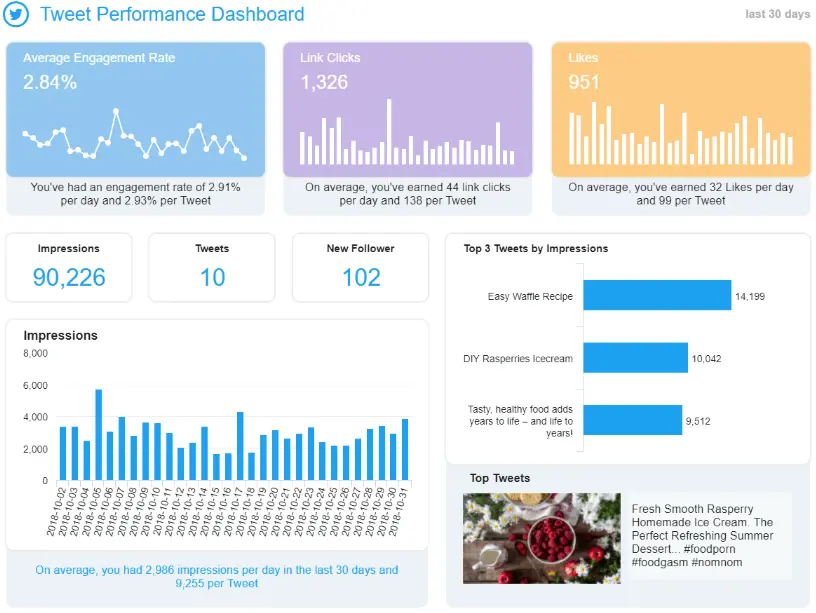 Tweet Performance Dashboard
last 30 days
Average Engagement Rate
2.84%
You've had an engagement rate of 2.91%
per day and 2.93% per Tweet
Link Clicks
1,326
On average, you've earned 44 link clicks
per day and 138 per Tweet
Likes
951
On average, you've earned 32 Likes per day
and 99 per Tweet
Impressions
90,226
Tweets
10
New Follower
102
Impressions
8,000
6,000
4,000
2,000
0
2018-10-02
2018-10-03
2018-10-04
2018-10-05
2018-10-06
2018-10-07
2018-10-08
2018-10-09
2018-10-10
2018-10-11
2018-10-12
2018-10-13
2018-10-14
2018-10-15
2018-10-16
2018-10-17
2018-10-18
2018-10-19
2018-10-20
2018-10-21
2018-10-22
2018-10-23
2018-10-24
2018-10-25
2018-10-26
2018-10-27
2018-10-28
2018-10-29
2018-10-30
2018-10-31
On average, you had 2,986 impressions per day in the last 30 days and
9,255 per Tweet
Top 3 Tweets by Impressions
Easy Waffle Recipe
14,199
DIY Rasperries Icecream
10,042
Tasty, healthy food adds
years to life – and life to
years!
9,512
Top Tweets
Fresh Smooth Rasperry
Homemade Ice Cream. The
Perfect Refreshing Summer
Dessert... #foodporn
#foodgasm #nomnom